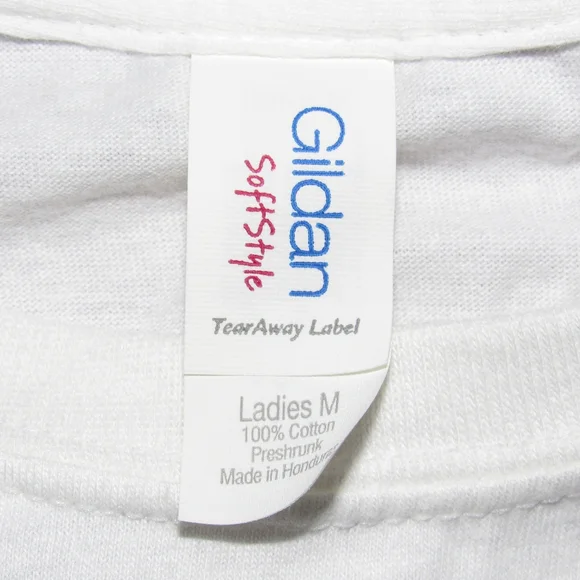 Gildan
SoftStyle
TearAway Label
Ladies M
100% Cotton
Preshrunk
Made in Honduras